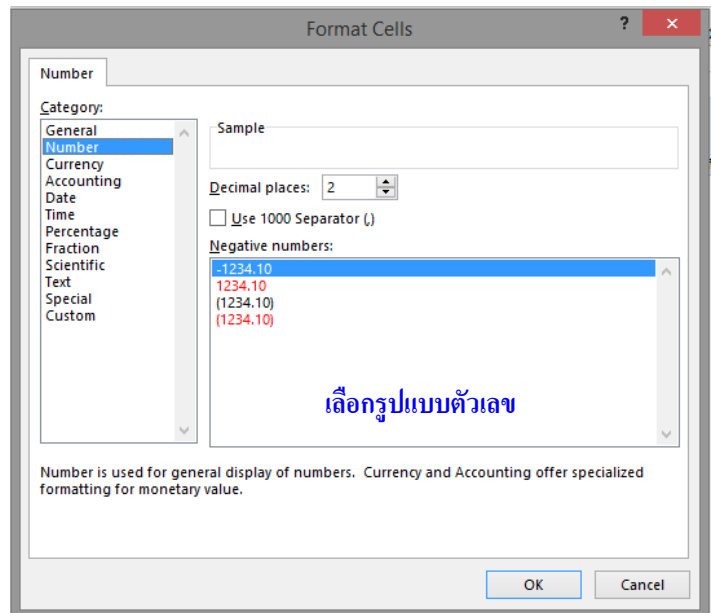 Format Cells
?
×
Number
Category:
General
Number
Currency
Accounting
Date
Time
Percentage
Fraction
Scientific
Text
Special
Custom
Sample
Decimal places: 2
Use 1000 Separator (,)
Negative numbers:
-1234.10
1234.10
(1234.10)
(1234.10)
เลือกรูปแบบตัวเลข
Number is used for general display of numbers. Currency and Accounting offer specialized
formatting for monetary value.
OK
Cancel